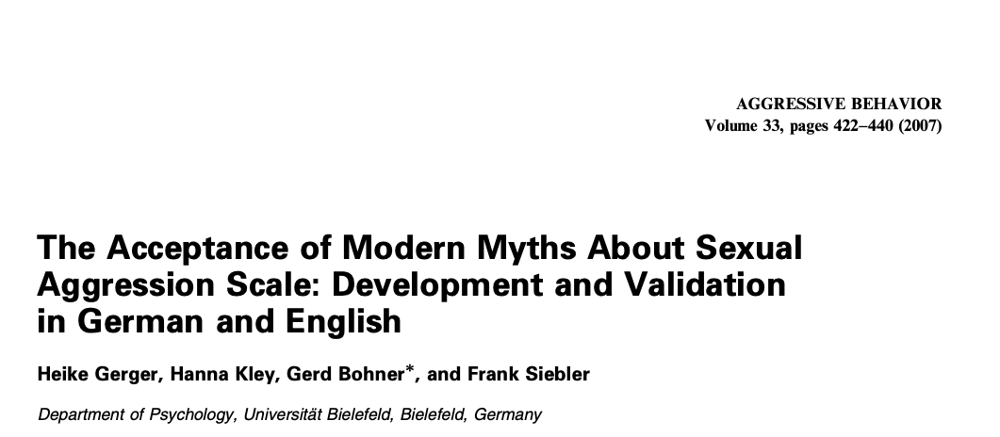 AGGRESSIVE BEHAVIOR
Volume 33, pages 422–440 (2007)
The Acceptance of Modern Myths About Sexual
Aggression Scale: Development and Validation
in German and English
Heike Gerger, Hanna Kley, Gerd Bohner*, and Frank Siebler
Department of Psychology, Universität Bielefeld, Bielefeld, Germany